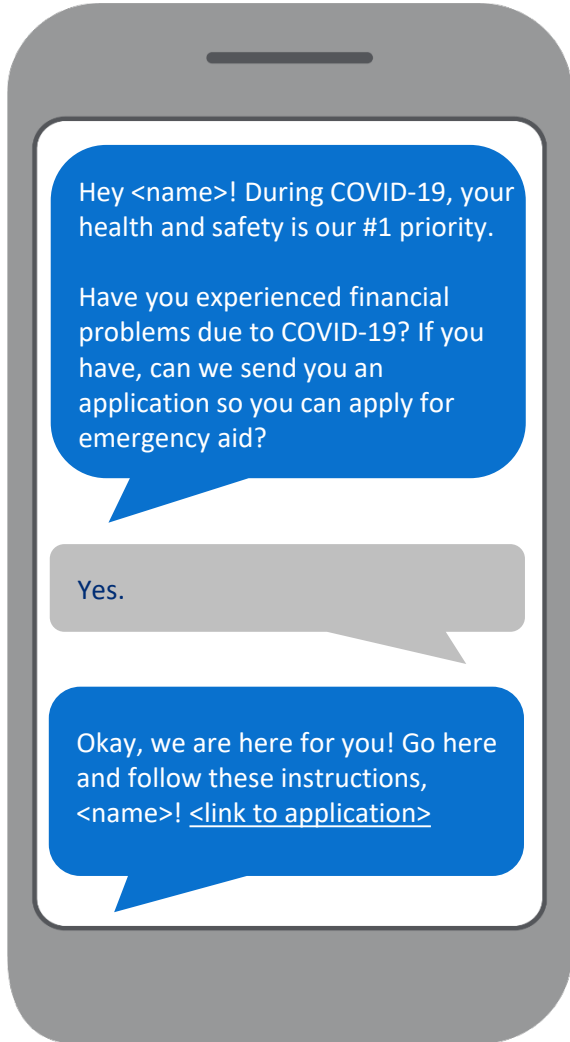 Hey <name>! During COVID-19, your
health and safety is our #1 priority.
Have you experienced financial
problems due to COVID-19? If you
have, can we send you an
application so you can apply for
emergency aid?
Yes.
Okay, we are here for you! Go here
and follow these instructions,
<name>! <link to application>